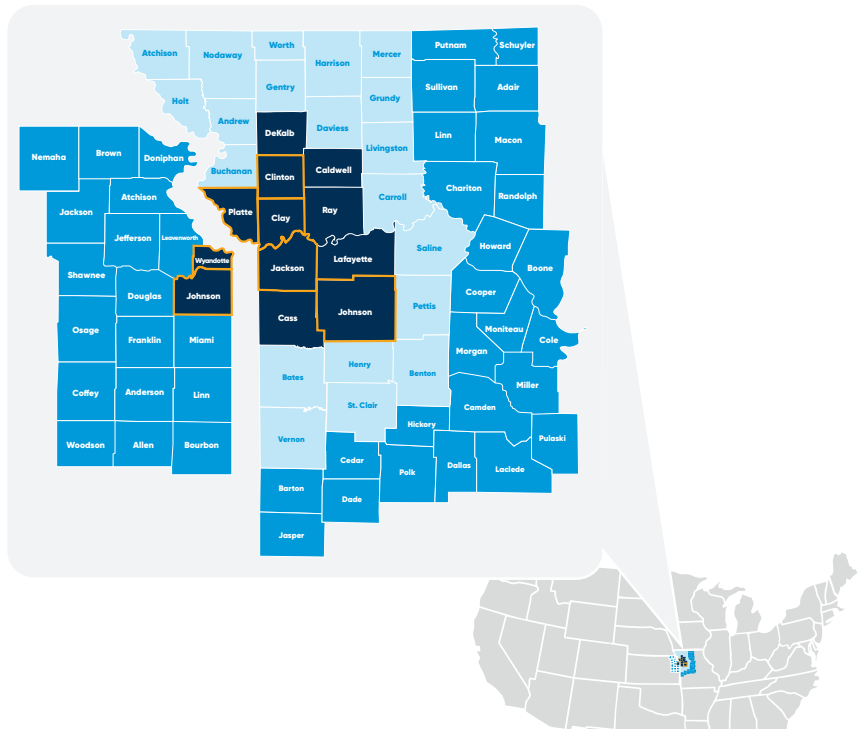 Worth
Putnam
Schuyler
Atchison
Nodaway
Harrison
Mercer
Gentry
Sullivan
Adair
Holt
Grundy
Andrew
DeKalb
Daviess
Linn
Macon
Livingston
Nemaha
Brown
Doniphan
Buchanan
Clinton
Caldwell
Chariton
Randolph
Atchison
Carroll
Jackson
Platte
Clay
Ray
Jefferson
Leavenworth
Saline
Howard
Wyandotte
Jackson
Lafayette
Boone
Shawnee
Douglas
Johnson
Cooper
Pettis
Cass
Johnson
Osage
Franklin
Miami
Moniteau
Cole
Morgan
Henry
Bates
Benton
Miller
Coffey
Anderson
Linn
St. Clair
Camden
Hickory
Woodson
Allen
Bourbon
Vernon
Pulaski
Cedar
Polk
Dallas
Laclede
Barton
Dade
Jasper